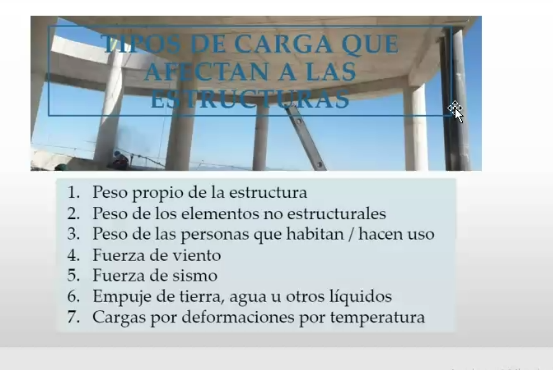 TIPOS DE CARGA QUE
AFECTAN A LAS
ESTRUCTURAS
1. Peso propio de la estructura
2. Peso de los elementos no estructurales
3. Peso de las personas que habitan / hacen uso
4. Fuerza de viento
5. Fuerza de sismo
6. Empuje de tierra, agua u otros líquidos
7. Cargas por deformaciones por temperatura